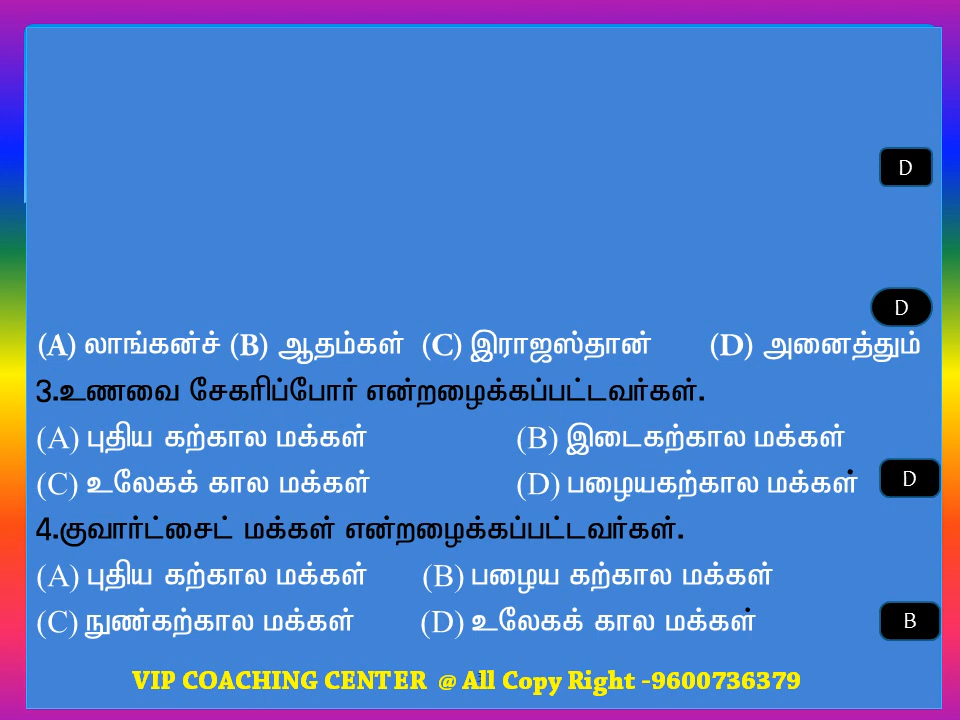 D
D
(A) லாங்கன்ச் (B) ஆதம்கள் (C) இராஜஸ்தான் (D) அனைத்தும்
3.உணவை சேகரிப்போர் என்றழைக்கப்பட்டவர்கள்.
(A) புதிய கற்கால மக்கள் (B) இடைகற்கால மக்கள்
(C) உலேகக் கால மக்கள் (D) பழையகற்கால மக்கள் D
4.குவார்ட்சைட் மக்கள் என்றழைக்கப்பட்டவர்கள்.
(A) புதிய கற்கால மக்கள் (B) பழைய கற்கால மக்கள்
(C) நுண்கற்கால மக்கள் (D) உலேகக் கால மக்கள் B
VIP COACHING CENTER @ All Copy Right -9600736379